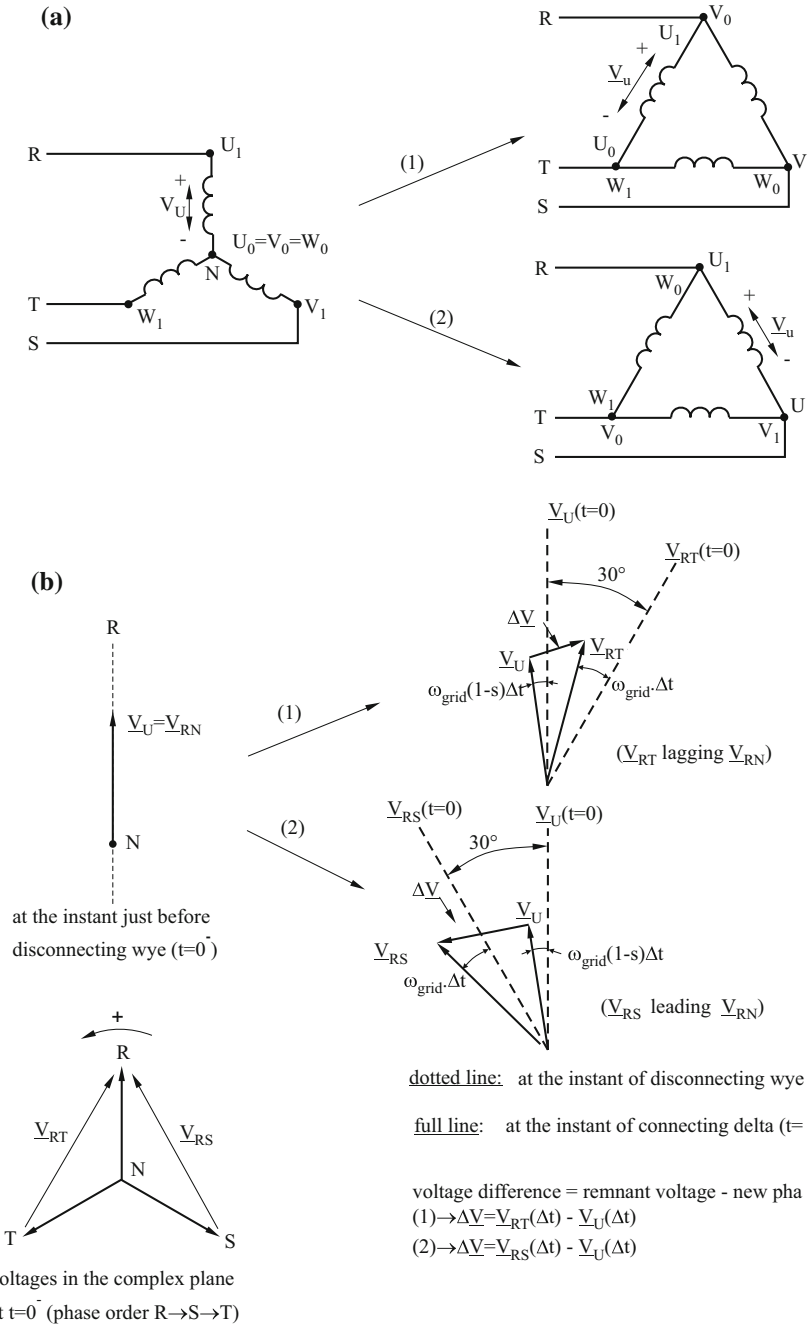 (a)
R
U1
+
VU
-
U0=V0=W0
N
T
W1
V1
S
(1)
(2)
R
V0
U1
+
Vu
-
U0
T
W1
W0
V
S
R
U1
W0
+
Vu
-
W1
U
T
V0
V1
S
(b)
R
VU=VRN
N
at the instant just before
disconnecting wye (t=0-)
(1)
(2)
VU(t=0)
VRT(t=0)
30°
ΔV
VU
VRT
ωgrid(1-s)Δt
ωgrid.Δt
(VRT lagging VRN)
VRS(t=0)
VU(t=0)
30°
ΔV
VU
VRS
ωgrid.Δt
ωgrid(1-s)Δt
(VRS leading VRN)
+
R
VRT
VRS
N
T
S
oltages in the complex plane
t t=0- (phase order R→S→T)
dotted line: at the instant of disconnecting wye
full line: at the instant of connecting delta (t=
voltage difference = remnant voltage - new pha
(1)→ΔV=VRT(Δt) - VU(Δt)
(2)→ΔV=VRS(Δt) - VU(Δt)